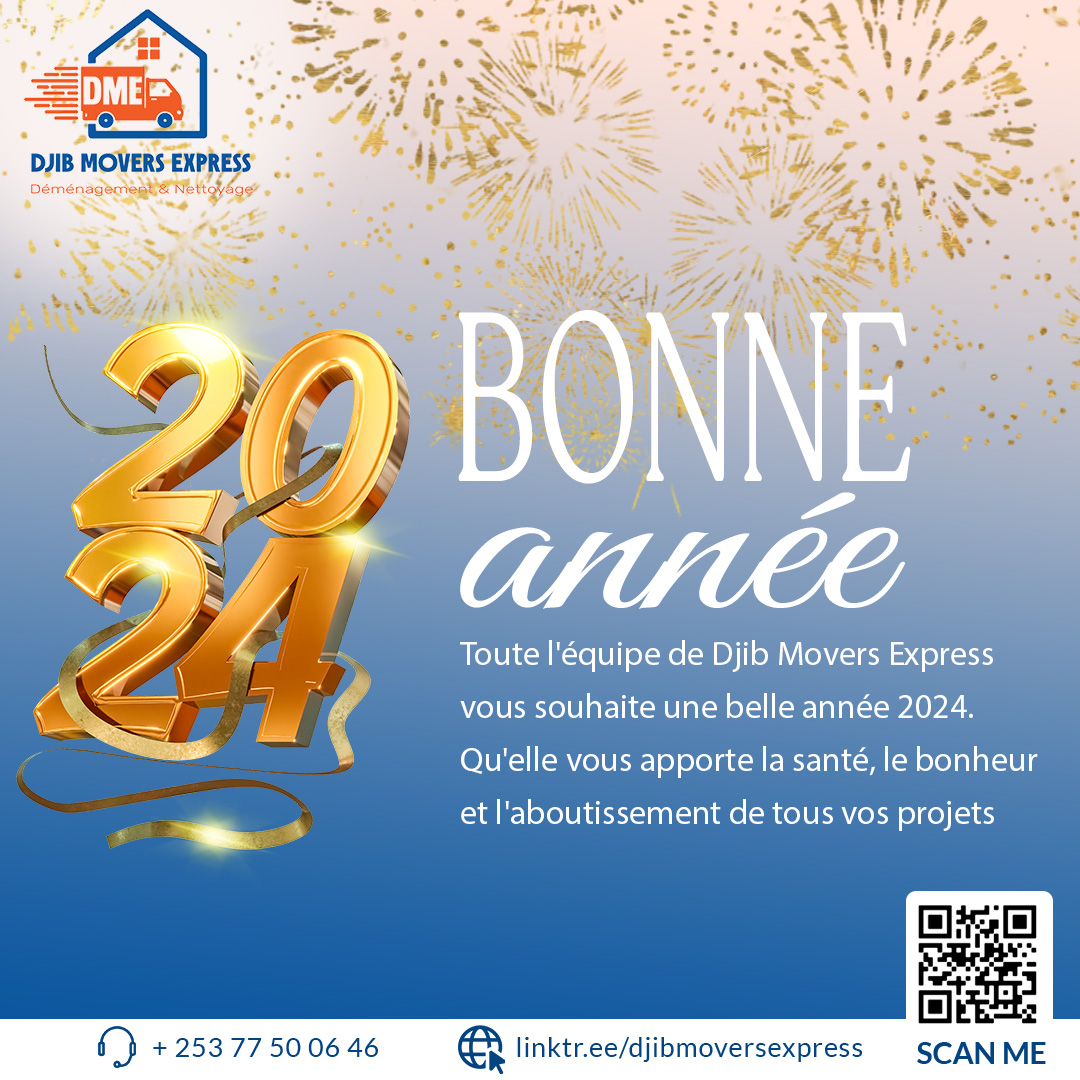 DME
DJIB MOVERS EXPRESS
Déménagement & Nettoyage
20
24
BONNE
année
Toute l'équipe de Djib Movers Express
vous souhaite une belle année 2024.
Qu'elle vous apporte la santé, le bonheur
et l'aboutissement de tous vos projets
+ 253 77 50 06 46
linktr.ee/djibmoversexpress
SCAN ME